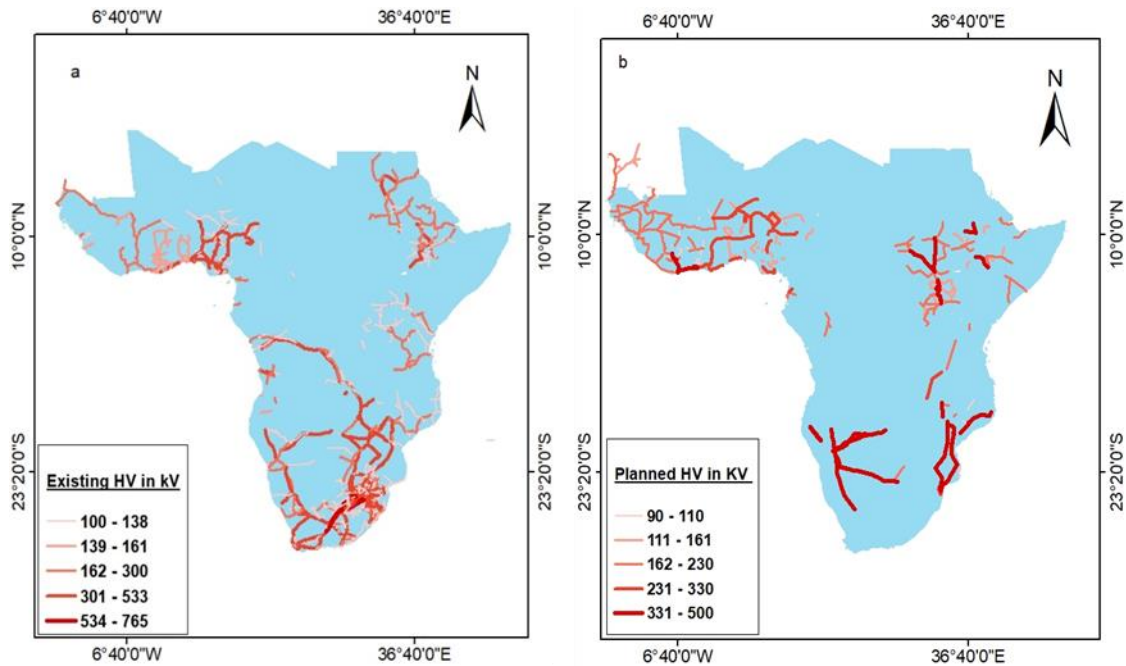 6°40'0"W
36°40'0"E
a
N
10°0'0"N
10°0'0"N
23°20'0"S
23°20'0"S
Existing HV in kV
100 - 138
139 - 161
162 - 300
301 - 533
534 - 765
6°40'0"W
36°40'0"E
6°40'0"W
36°40'0"E
b
N
10°0'0"N
10°0'0"N
23°20'0"S
23°20'0"S
Planned HV in KV
90 - 110
111 - 161
162 - 230
231 - 330
331 - 500
6°40'0"W
36°40'0"E